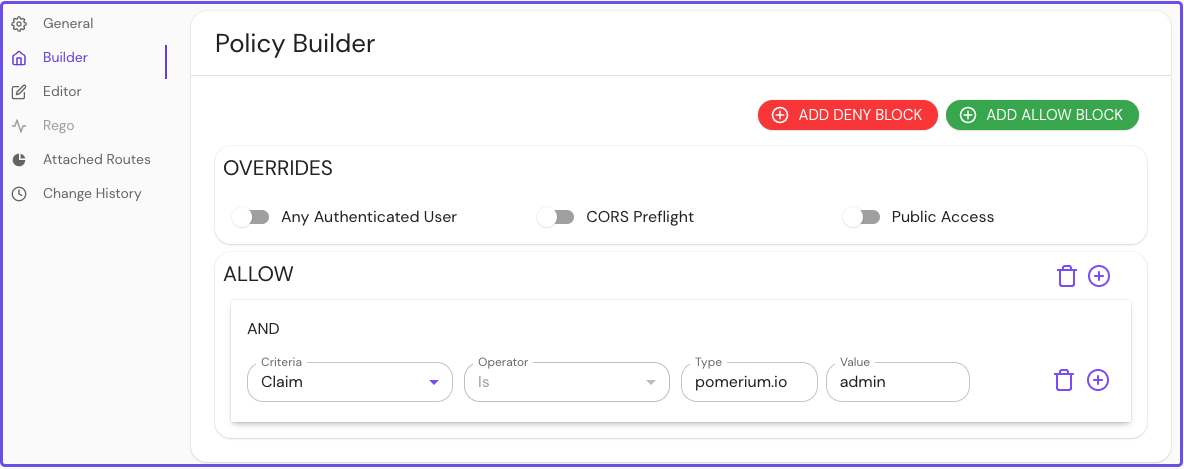 General
Builder
Editor
Rego
Attached Routes
Change History
Policy Builder
ADD DENY BLOCK ADD ALLOW BLOCK
OVERRIDES
Any Authenticated User CORS Preflight Public Access
ALLOW
AND
Criteria Operator Type Value
Claim Is pomerium.io admin